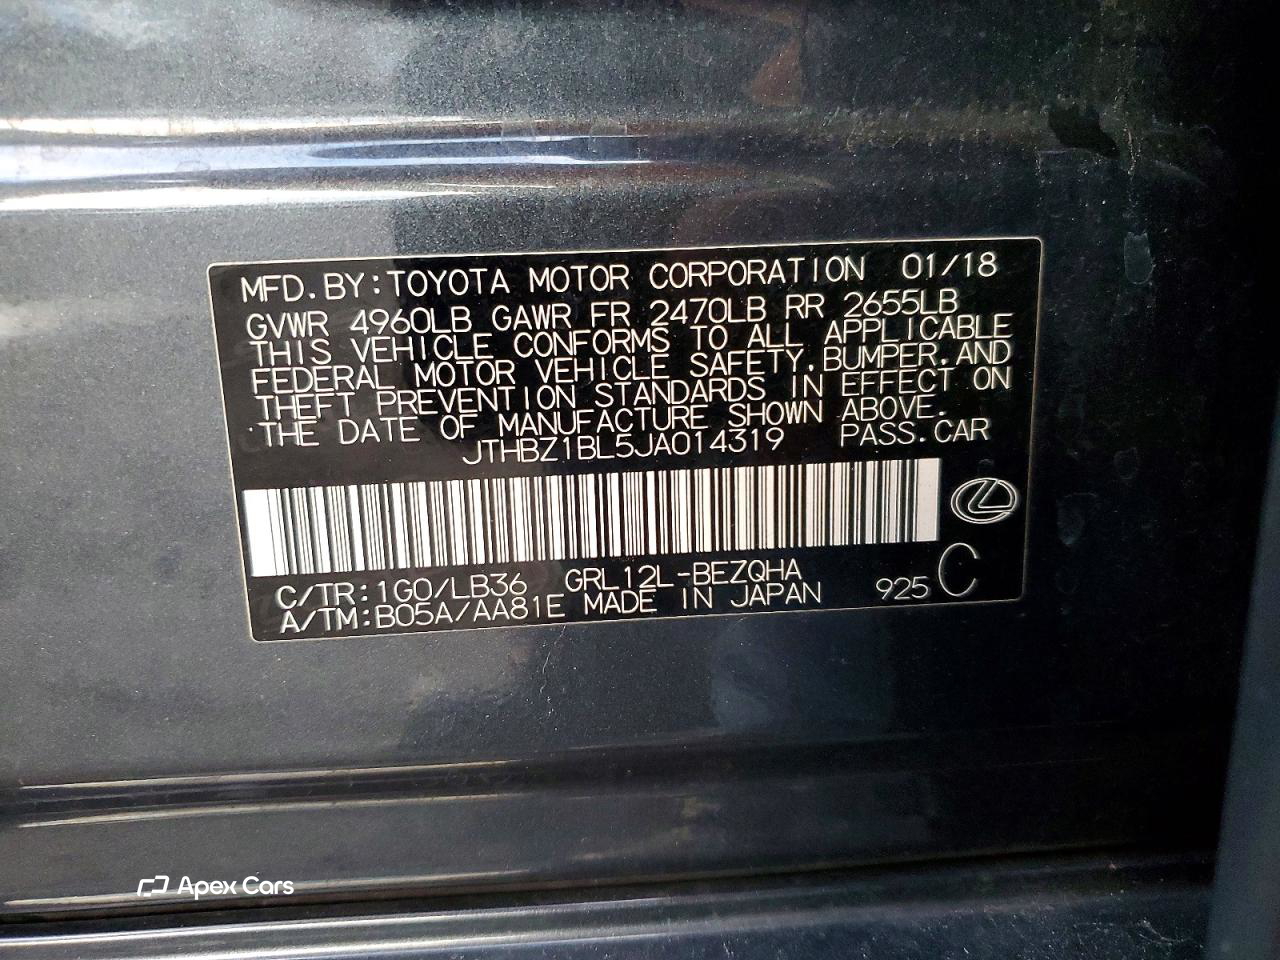 MFD. BY: TOYOTA MOTOR CORPORATION 01/18
GVWR 4960LB GAWR FR 2470LB RR 2655LB
THIS VEHICLE CONFORMS TO ALL APPLICABLE
FEDERAL MOTOR VEHICLE SAFETY, BUMPER, AND
THEFT PREVENTION STANDARDS IN EFFECT ON
THE DATE OF MANUFACTURE SHOWN ABOVE.
JTHBZ1BL5JA014319 PASS. CAR
C/TR: 1G0/LB36 GRL12L-BEZQHA
A/TM: B05A/AA81E MADE IN JAPAN 925 C
Apex Cars